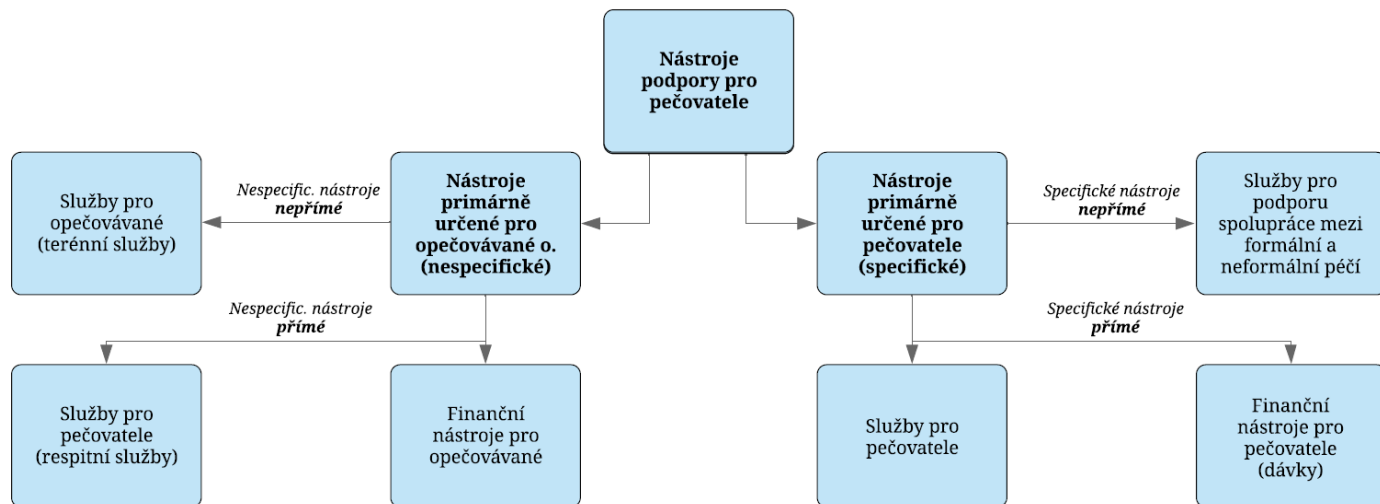 Nástroje
podpory pro
pečovatele
Služby pro
opečovávané
(terénní služby)
Nespecific. nástroje
nepřímé
Nástroje
primárně
určené pro
opečovávané o.
(nespecifické)
Nástroje
primárně
určené pro
pečovatele
(specifické)
Specifické nástroje
nepřímé
Služby pro
podporu
spolupráce mezi
formální a
neformální péčí
Nespecific. nástroje
přímé
Specifické nástroje
přímé
Služby pro
pečovatele
(respitní služby)
Finanční
nástroje pro
opečovávané
Služby pro
pečovatele
Finanční
nástroje pro
pečovatele
(dávky)